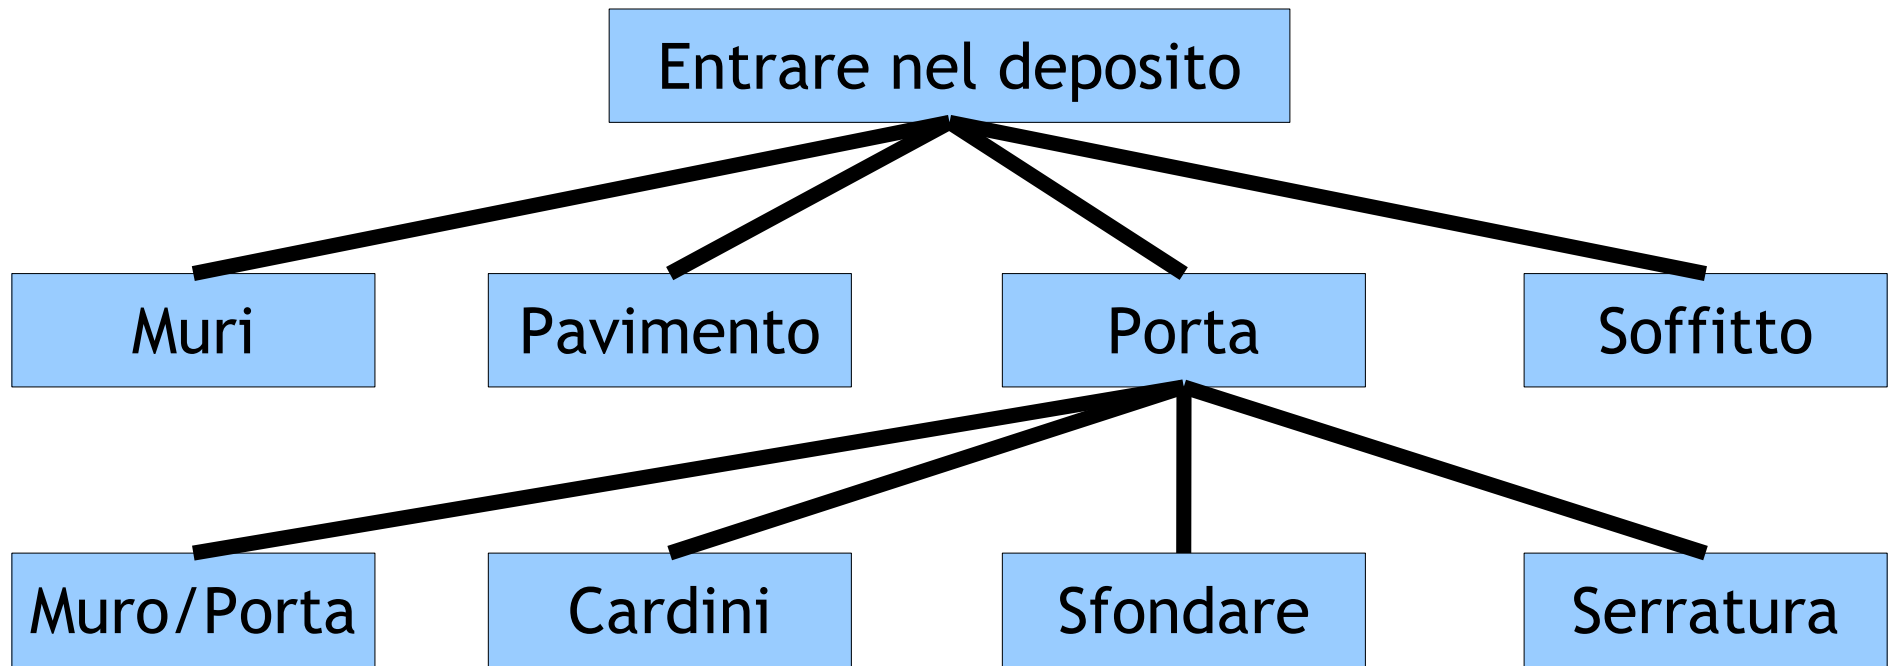 Entrare nel deposito
Muri
Pavimento
Porta
Soffitto
Muro/Porta
Cardini
Sfondare
Serratura